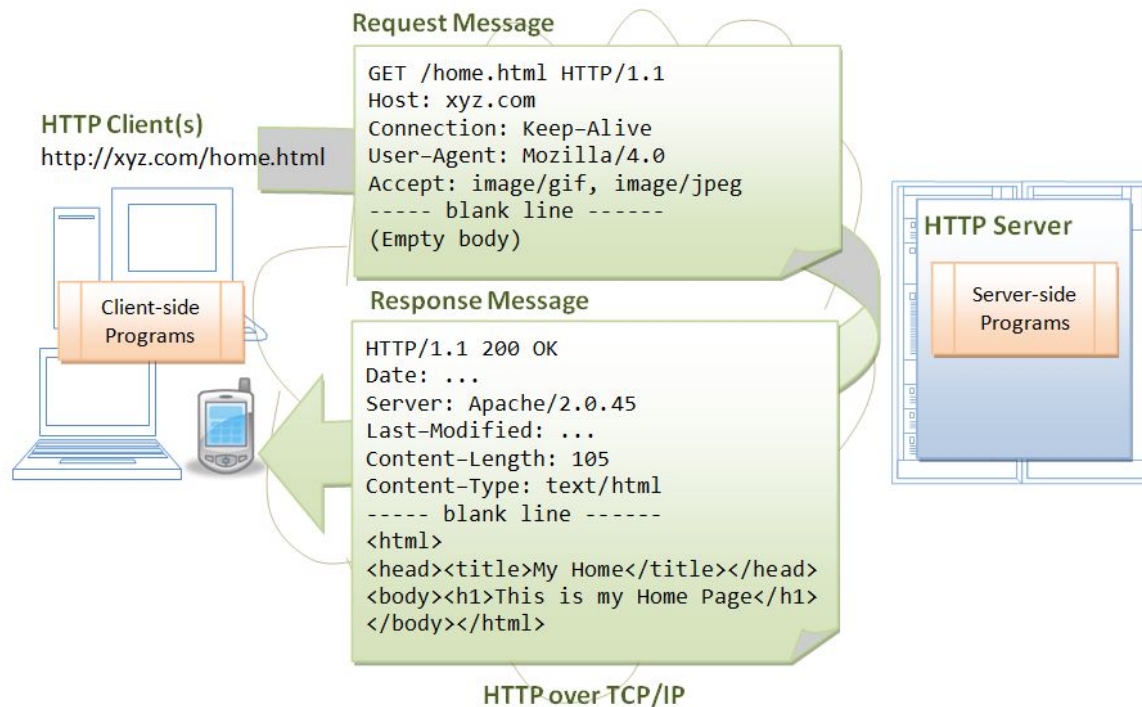 Request Message
GET /home.html HTTP/1.1
Host: xyz.com
Connection: Keep-Alive
User-Agent: Mozilla/4.0
Accept: image/gif, image/jpeg
----- blank line ------
(Empty body)
HTTP Client(s)
http://xyz.com/home.html
Client-side
Programs
HTTP Server
Server-side
Programs
Response Message
HTTP/1.1 200 OK
Date: ...
Server: Apache/2.0.45
Last-Modified: ...
Content-Length: 105
Content-Type: text/html
----- blank line ------
<html>
<head><title>My Home</title></head>
<body><h1>This is my Home Page</h1>
</body></html>
HTTP over TCP/IP